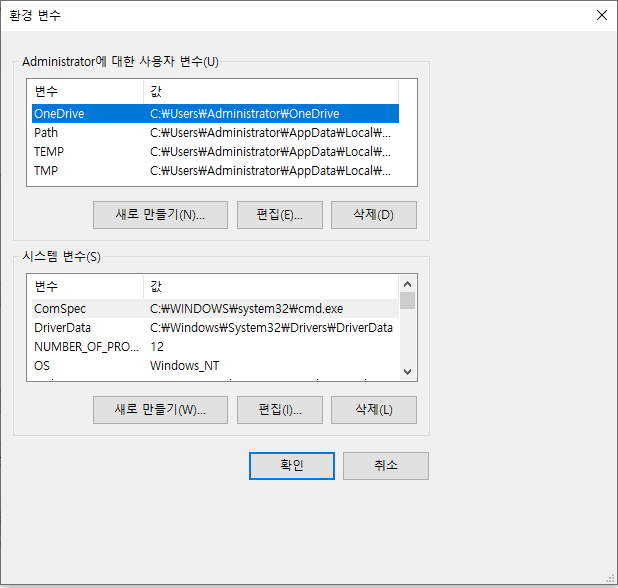 환경 변수
Administrator에 대한 사용자 변수(U)
변수 값
OneDrive C:₩Users₩Administrator₩OneDrive
Path C:₩Users₩Administrator₩AppData₩Local₩...
TEMP C:₩Users₩Administrator₩AppData₩Local₩...
TMP C:₩Users₩Administrator₩AppData₩Local₩...
새로 만들기(N)... 편집(E)... 삭제(D)
시스템 변수(S)
변수 값
ComSpec C:₩WINDOWS₩system32₩cmd.exe
DriverData C:₩Windows₩System32₩Drivers₩DriverData
NUMBER_OF_PRO... 12
OS Windows_NT
새로 만들기(W)... 편집(I)... 삭제(L)
확인 취소